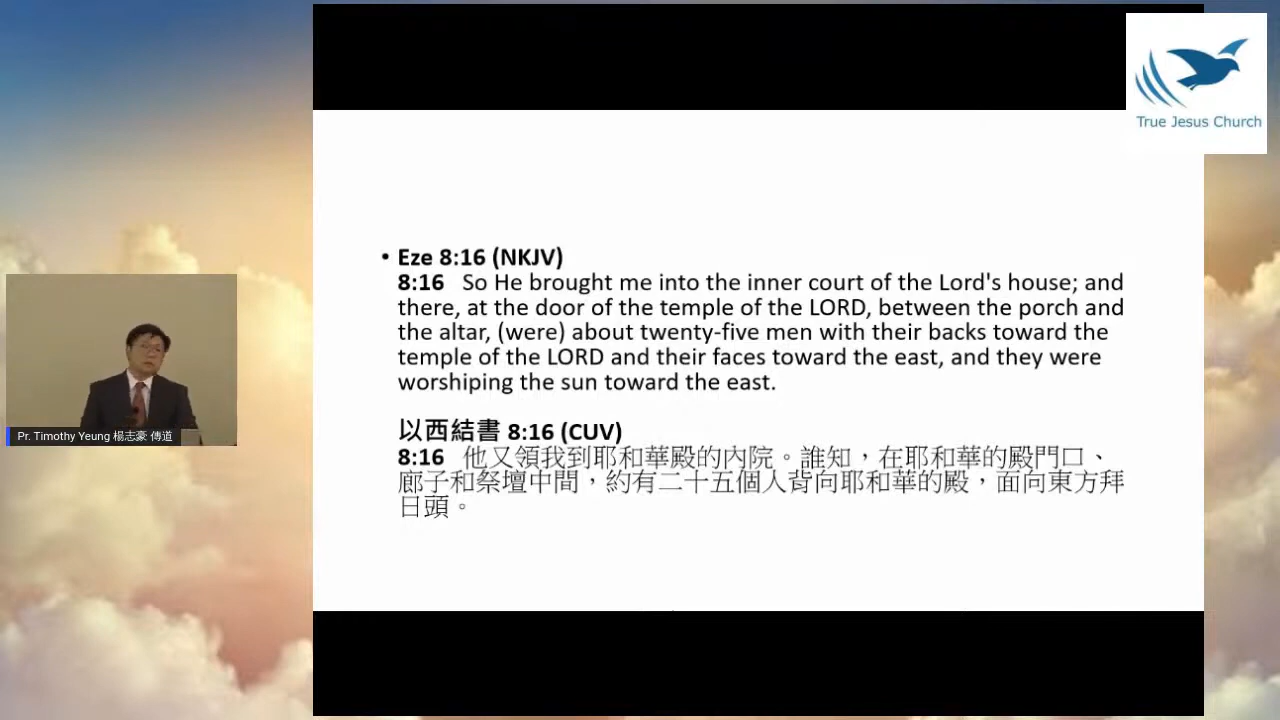 True Jesus Church
• Eze 8:16 (NKJV)
8:16 So He brought me into the inner court of the Lord's house; and
there, at the door of the temple of the LORD, between the porch and
the altar, (were) about twenty-five men with their backs toward the
temple of the LORD and their faces toward the east, and they were
worshiping the sun toward the east.
以西結書 8:16 (CUV)
8:16 他又領我到耶和華殿的內院。誰知，在耶和華的殿門口、
廊子和祭壇中間，約有二十五個人背向耶和華的殿，面向東方拜
日頭。
Pr. Timothy Yeung 楊志豪 傳道